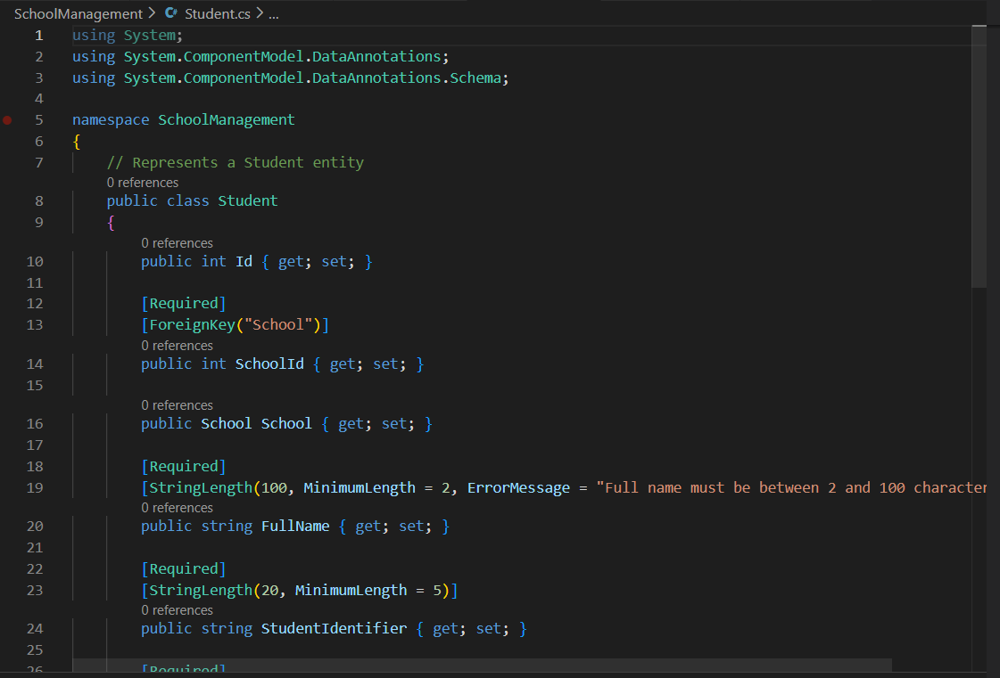 SchoolManagement > C# Student.cs > ...
1 using System;
2 using System.ComponentModel.DataAnnotations;
3 using System.ComponentModel.DataAnnotations.Schema;
4
5 namespace SchoolManagement
6 {
7 // Represents a Student entity
0 references
8 public class Student
9 {
0 references
10 public int Id { get; set; }
11
12 [Required]
13 [ForeignKey("School")]
0 references
14 public int SchoolId { get; set; }
15
0 references
16 public School School { get; set; }
17
18 [Required]
19 [StringLength(100, MinimumLength = 2, ErrorMessage = "Full name must be between 2 and 100 character
0 references
20 public string FullName { get; set; }
21
22 [Required]
23 [StringLength(20, MinimumLength = 5)]
0 references
24 public string StudentIdentifier { get; set; }
25
26 [Required]